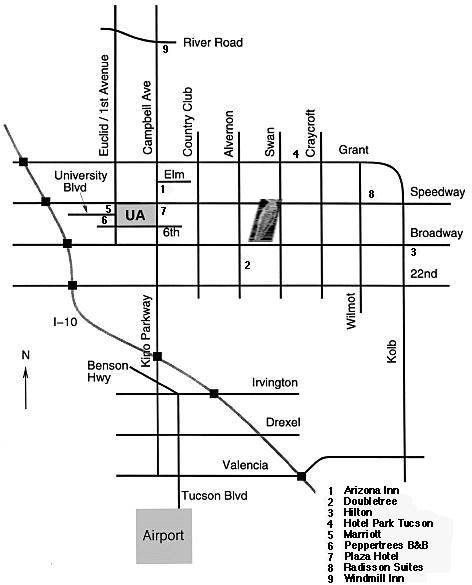 River Road
9
Euclid / 1st Avenue
Campbell Ave
Country Club
Alvernon
Swan
Craycroft
4
Grant
University
Blvd
Elm
1
8
Speedway
5
UA
7
6
6th
Broadway
2
3
22nd
I-10
Kino Parkway
Wilmot
Kolb
N
Benson
Hwy
Irvington
Drexel
Valencia
Tucson Blvd
Airport
1 Arizona Inn
2 Doubletree
3 Hilton
4 Hotel Park Tucson
5 Marriott
6 Peppertrees B&B
7 Plaza Hotel
8 Radisson Suites
9 Windmill Inn